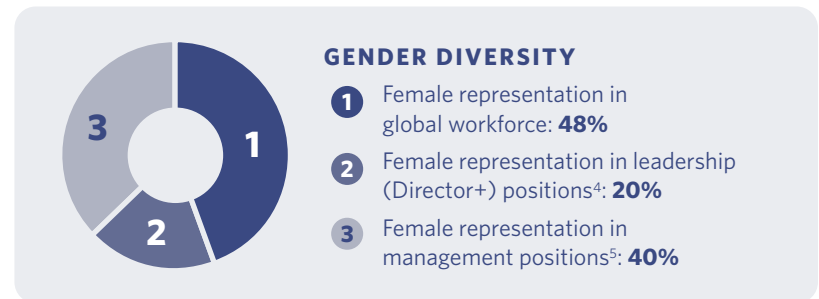 GENDER DIVERSITY
1
2
3
1 Female representation in
global workforce: 48%
2 Female representation in leadership
(Director+) positions⁴: 20%
3 Female representation in
management positions⁵: 40%